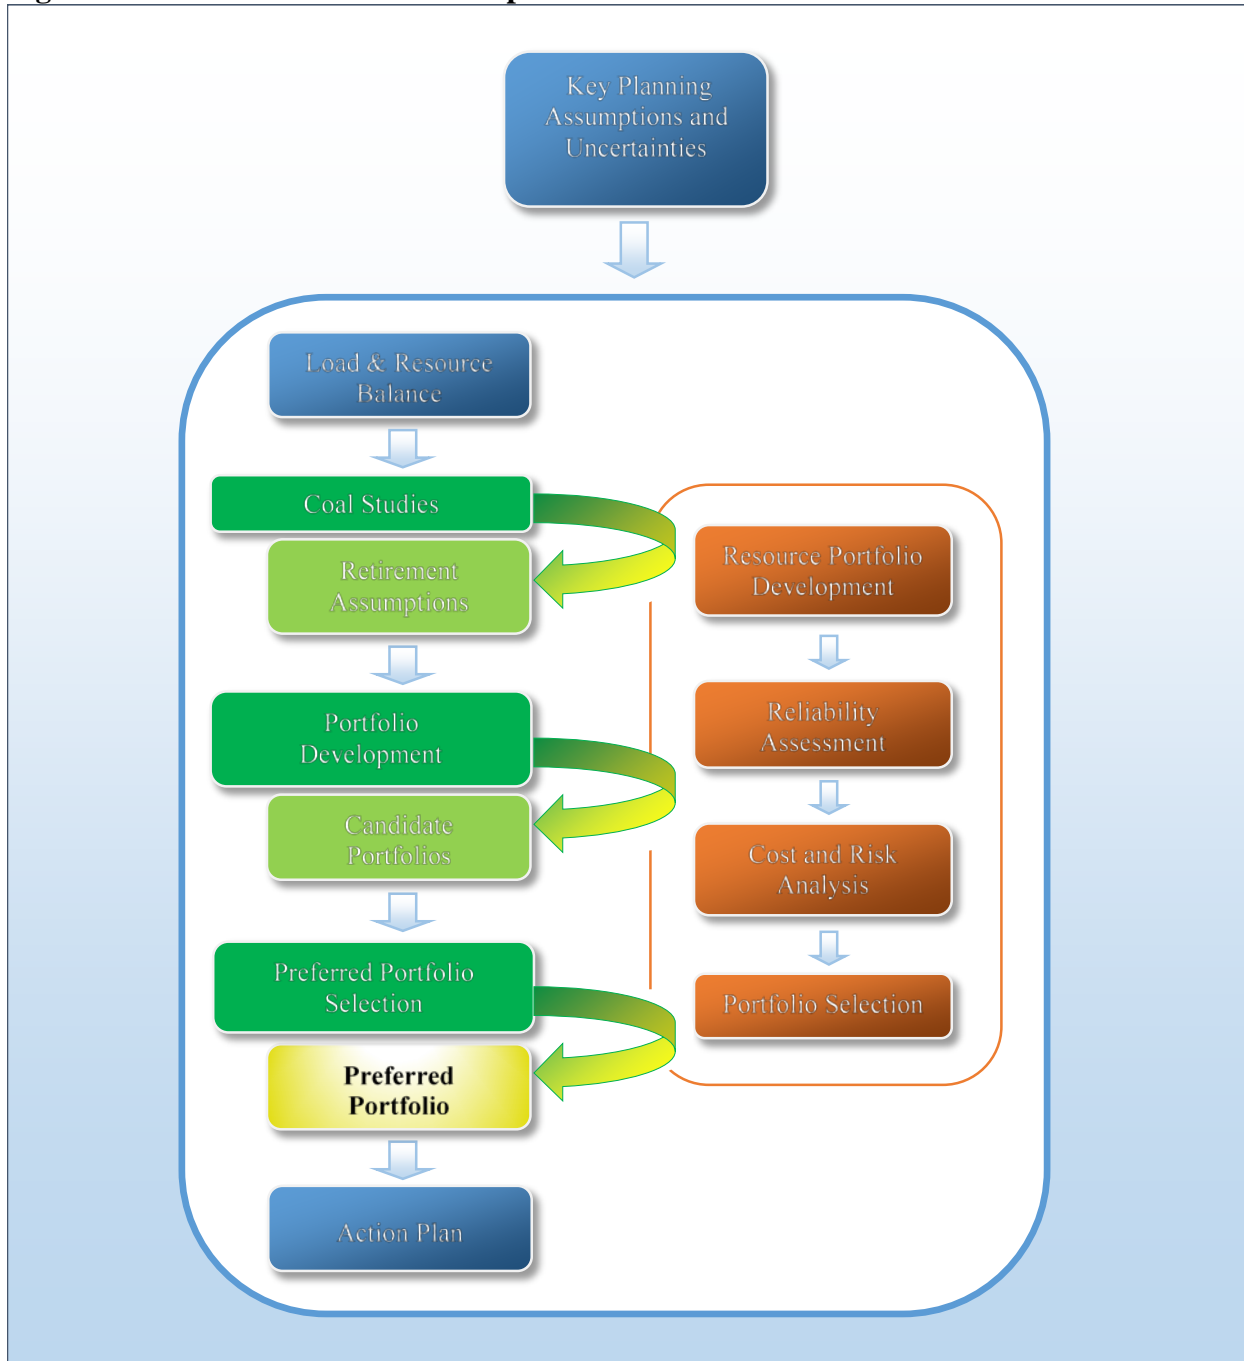 Key Planning
Assumptions and
Uncertainties
Load & Resource
Balance
Coal Studies
Retirement
Assumptions
Portfolio
Development
Candidate
Portfolios
Preferred Portfolio
Selection
Preferred
Portfolio
Action Plan
Resource Portfolio
Development
Reliability
Assessment
Cost and Risk
Analysis
Portfolio Selection